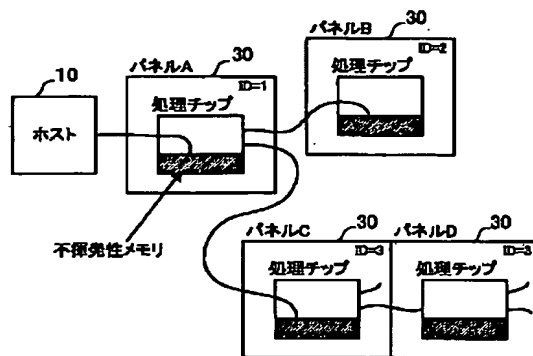 10
ホスト
パネルA
30
ID=1
処理チップ
不揮発性メモリ
パネルB
30
ID=2
処理チップ
パネルC
30
ID=3
処理チップ
パネルD
30
ID=3
処理チップ